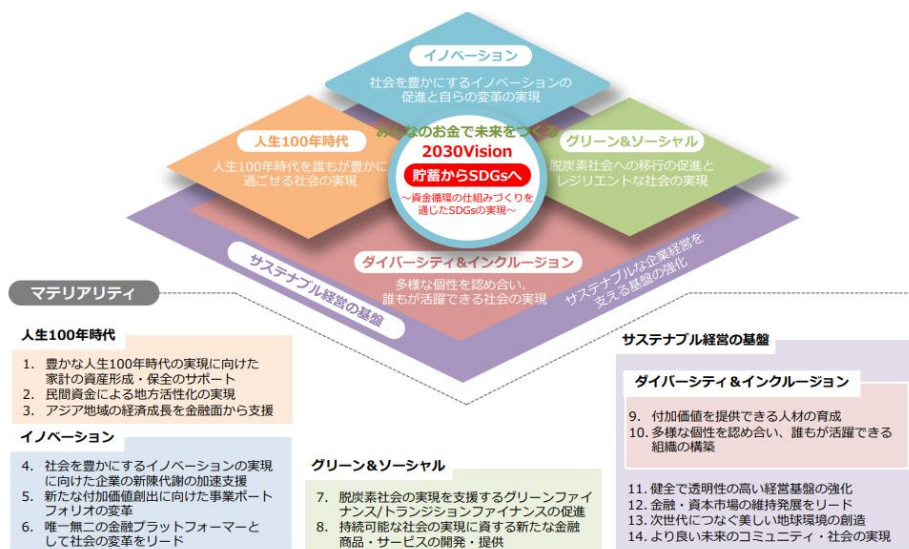 イノベーション
社会を豊かにするイノベーションの
促進と自らの変革の実現
みんなのお金で未来をつくる
人生100年時代
人生100年時代を誰もが豊かに
過ごせる社会の実現
2030Vision
貯蓄からSDGsへ
～資金循環の仕組みづくりを
通じたSDGsの実現～
グリーン&ソーシャル
脱炭素社会への移行の促進と
レジリエントな社会の実現
ダイバーシティ&インクルージョン
多様な個性を認め合い、
誰もが活躍できる社会の実現
サステナブル経営の基盤
サステナブルな企業経営を
支える基盤の強化
マテリアリティ
人生100年時代
1. 豊かな人生100年時代の実現に向けた
家計の資産形成・保全のサポート
2. 民間資金による地方活性化の実現
3. アジア地域の経済成長を金融面から支援
イノベーション
4. 社会を豊かにするイノベーションの実現
に向けた企業の新陳代謝の加速支援
5. 新たな付加価値創出に向けた事業ポート
フォリオの変革
6. 唯一無二の金融プラットフォーマーと
して社会の変革をリード
グリーン&ソーシャル
7. 脱炭素社会の実現を支援するグリーンファイナ
ンス/トランジションファイナンスの促進
8. 持続可能な社会の実現に資する新たな金融
商品・サービスの開発・提供
サステナブル経営の基盤
ダイバーシティ&インクルージョン
9. 付加価値を提供できる人材の育成
10. 多様な個性を認め合い、誰もが活躍できる
組織の構築
11. 健全で透明性の高い経営基盤の強化
12. 金融・資本市場の維持発展をリード
13. 次世代につなぐ美しい地球環境の創造
14. より良い未来のコミュニティ・社会の実現